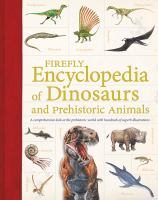 FIREFLY
Encyclopedia
of Dinosaurs
and Prehistoric Animals
A comprehensive look at the prehistoric world with hundreds of superb illustrations